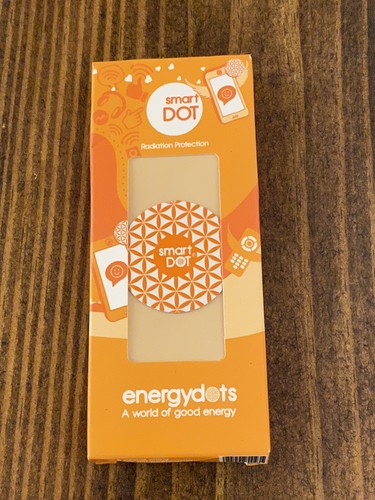 smart
DOT
Radiation Protection
smart
DOT
energydots
A world of good energy